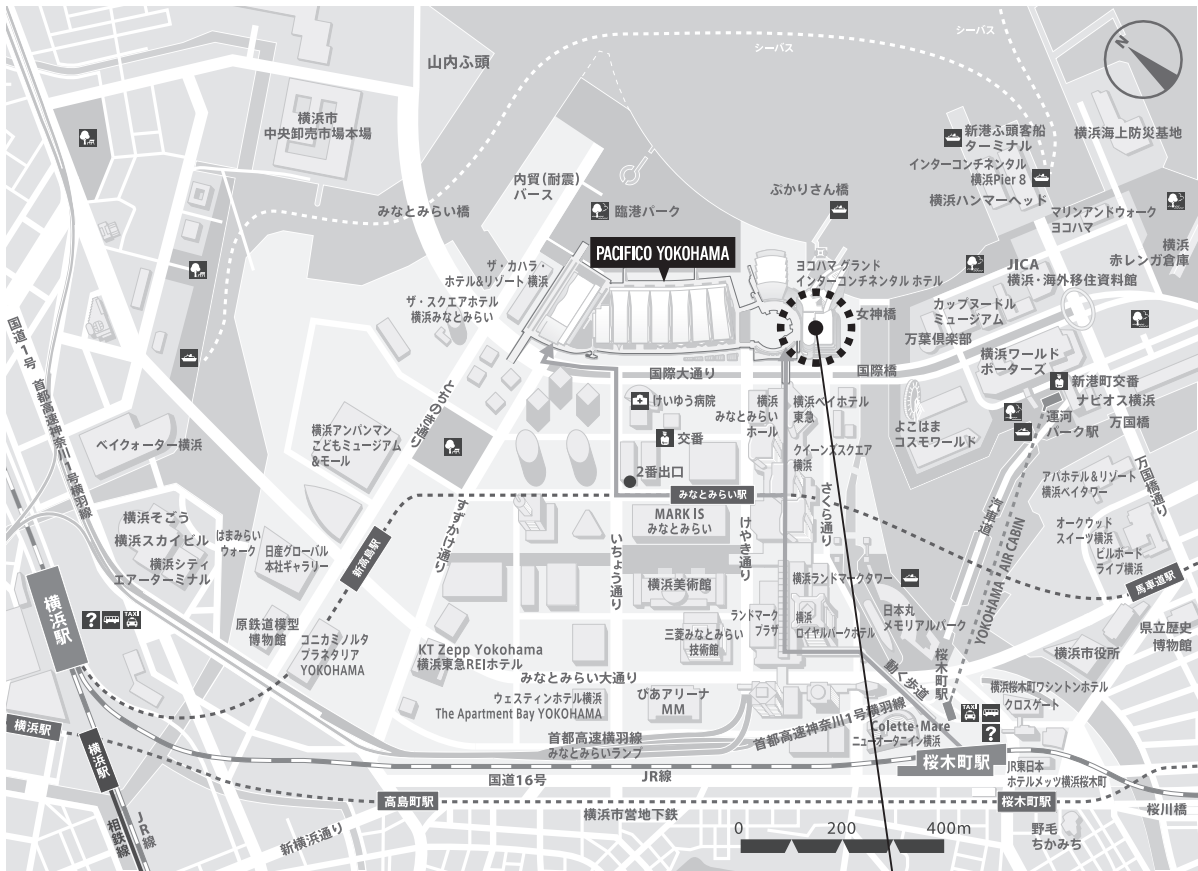 シーバス
シーバス
N
山内ふ頭
横浜市
中央卸売市場本場
新港ふ頭客船
ターミナル
横浜海上防災基地
インターコンチネンタル
横浜Pier 8
横浜ハンマーヘッド
マリンアンドウォーク
ヨコハマ
横浜
赤レンガ倉庫
内貿(耐震)
バース
みなとみらい橋
臨港パーク
ぷかりさん橋
PACIFICO YOKOHAMA
ザ・カハラ・
ホテル&リゾート 横浜
ヨコハマ グランド
インターコンチネンタル ホテル
JICA
横浜・海外移住資料館
ザ・スクエアホテル
横浜みなとみらい
女神橋
カップヌードル
ミュージアム
万葉倶楽部
横浜ワールド
ポーターズ
国際大通り
国際橋
新港町交番
ナビオス横浜
運河
パーク駅
万国橋
国道1号
首都高速神奈川1号横羽線
とちのき通り
けいゆう病院
交番
2番出口
横浜
みなとみらい
ホール
横浜ベイホテル
東急
クイーンズスクエア
横浜
よこはま
コスモワールド
ベイクォーター横浜
横浜アンパンマン
こどもミュージアム
&モール
みなとみらい駅
さくら通り
汽車道
万国橋通り
アパホテル&リゾート
横浜ベイタワー
オークウッド
スイーツ横浜
ビルボード
ライブ横浜
横浜そごう
横浜スカイビル
横浜シティ
エアーターミナル
はまみらい
ウォーク
日産グローバル
本社ギャラリー
新高島駅
すずかけ通り
いちょう通り
MARK IS
みなとみらい
けやき通り
横浜美術館
横浜ランドマークタワー
YOKOHAMA AIR CABIN
馬車道駅
横浜駅
?
TAXI
原鉄道模型
博物館
コニカミノルタ
プラネタリア
YOKOHAMA
KT Zepp Yokohama
横浜東急REIホテル
三菱みなとみらい
技術館
ランドマーク
プラザ
横浜
ロイヤルパークホテル
日本丸
メモリアルパーク
県立歴史
博物館
横浜市役所
みなとみらい大通り
動く歩道
桜木町駅
ウェスティンホテル横浜
The Apartment Bay YOKOHAMA
ぴあアリーナ
MM
横浜桜木町ワシントンホテル
クロスゲート
TAXI
?
横浜駅
横浜駅
首都高速横羽線
みなとみらいランプ
首都高速神奈川1号横羽線
Colette・Mare
ニューオータニイン横浜
桜木町駅
JR東日本
ホテルメッツ横浜桜木町
国道16号
JR線
高島町駅
横浜市営地下鉄
桜木町駅
桜川橋
野毛
ちかみち
相鉄線
JR線
新横浜通り
0 200 400m